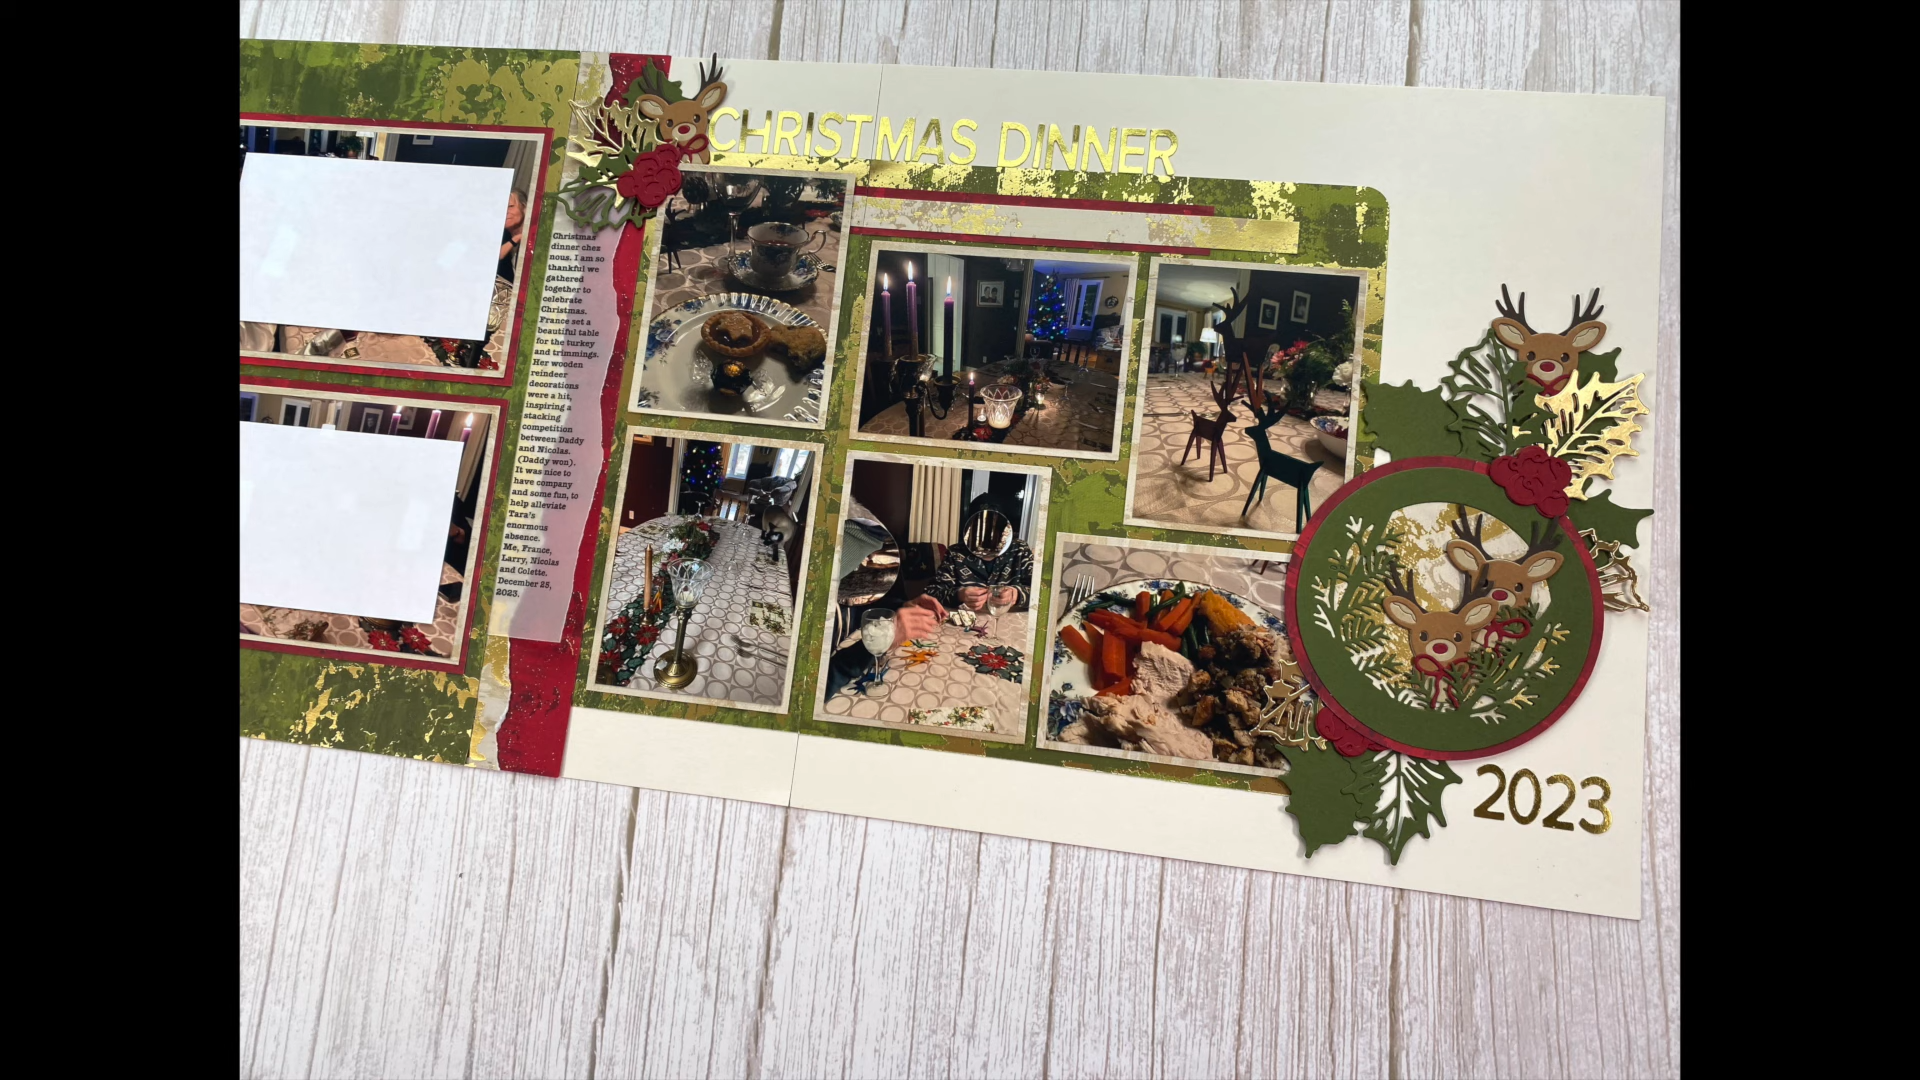 CHRISTMAS DINNER
Christmas
dinner chez
nous. I am so
thankful we
gathered
together to
celebrate
Christmas.
France set a
beautiful table
for the turkey
and trimmings.
Her wooden
reindeer
decorations
were a hit,
inspiring a
stacking
competition
between Daddy
and Nicolas.
(Daddy won).
It was nice to
have company
and some fun, to
help alleviate
Tara's
enormous
absence.
Me, France,
Larry, Nicolas
and Colette.
December 25,
2023.
2023